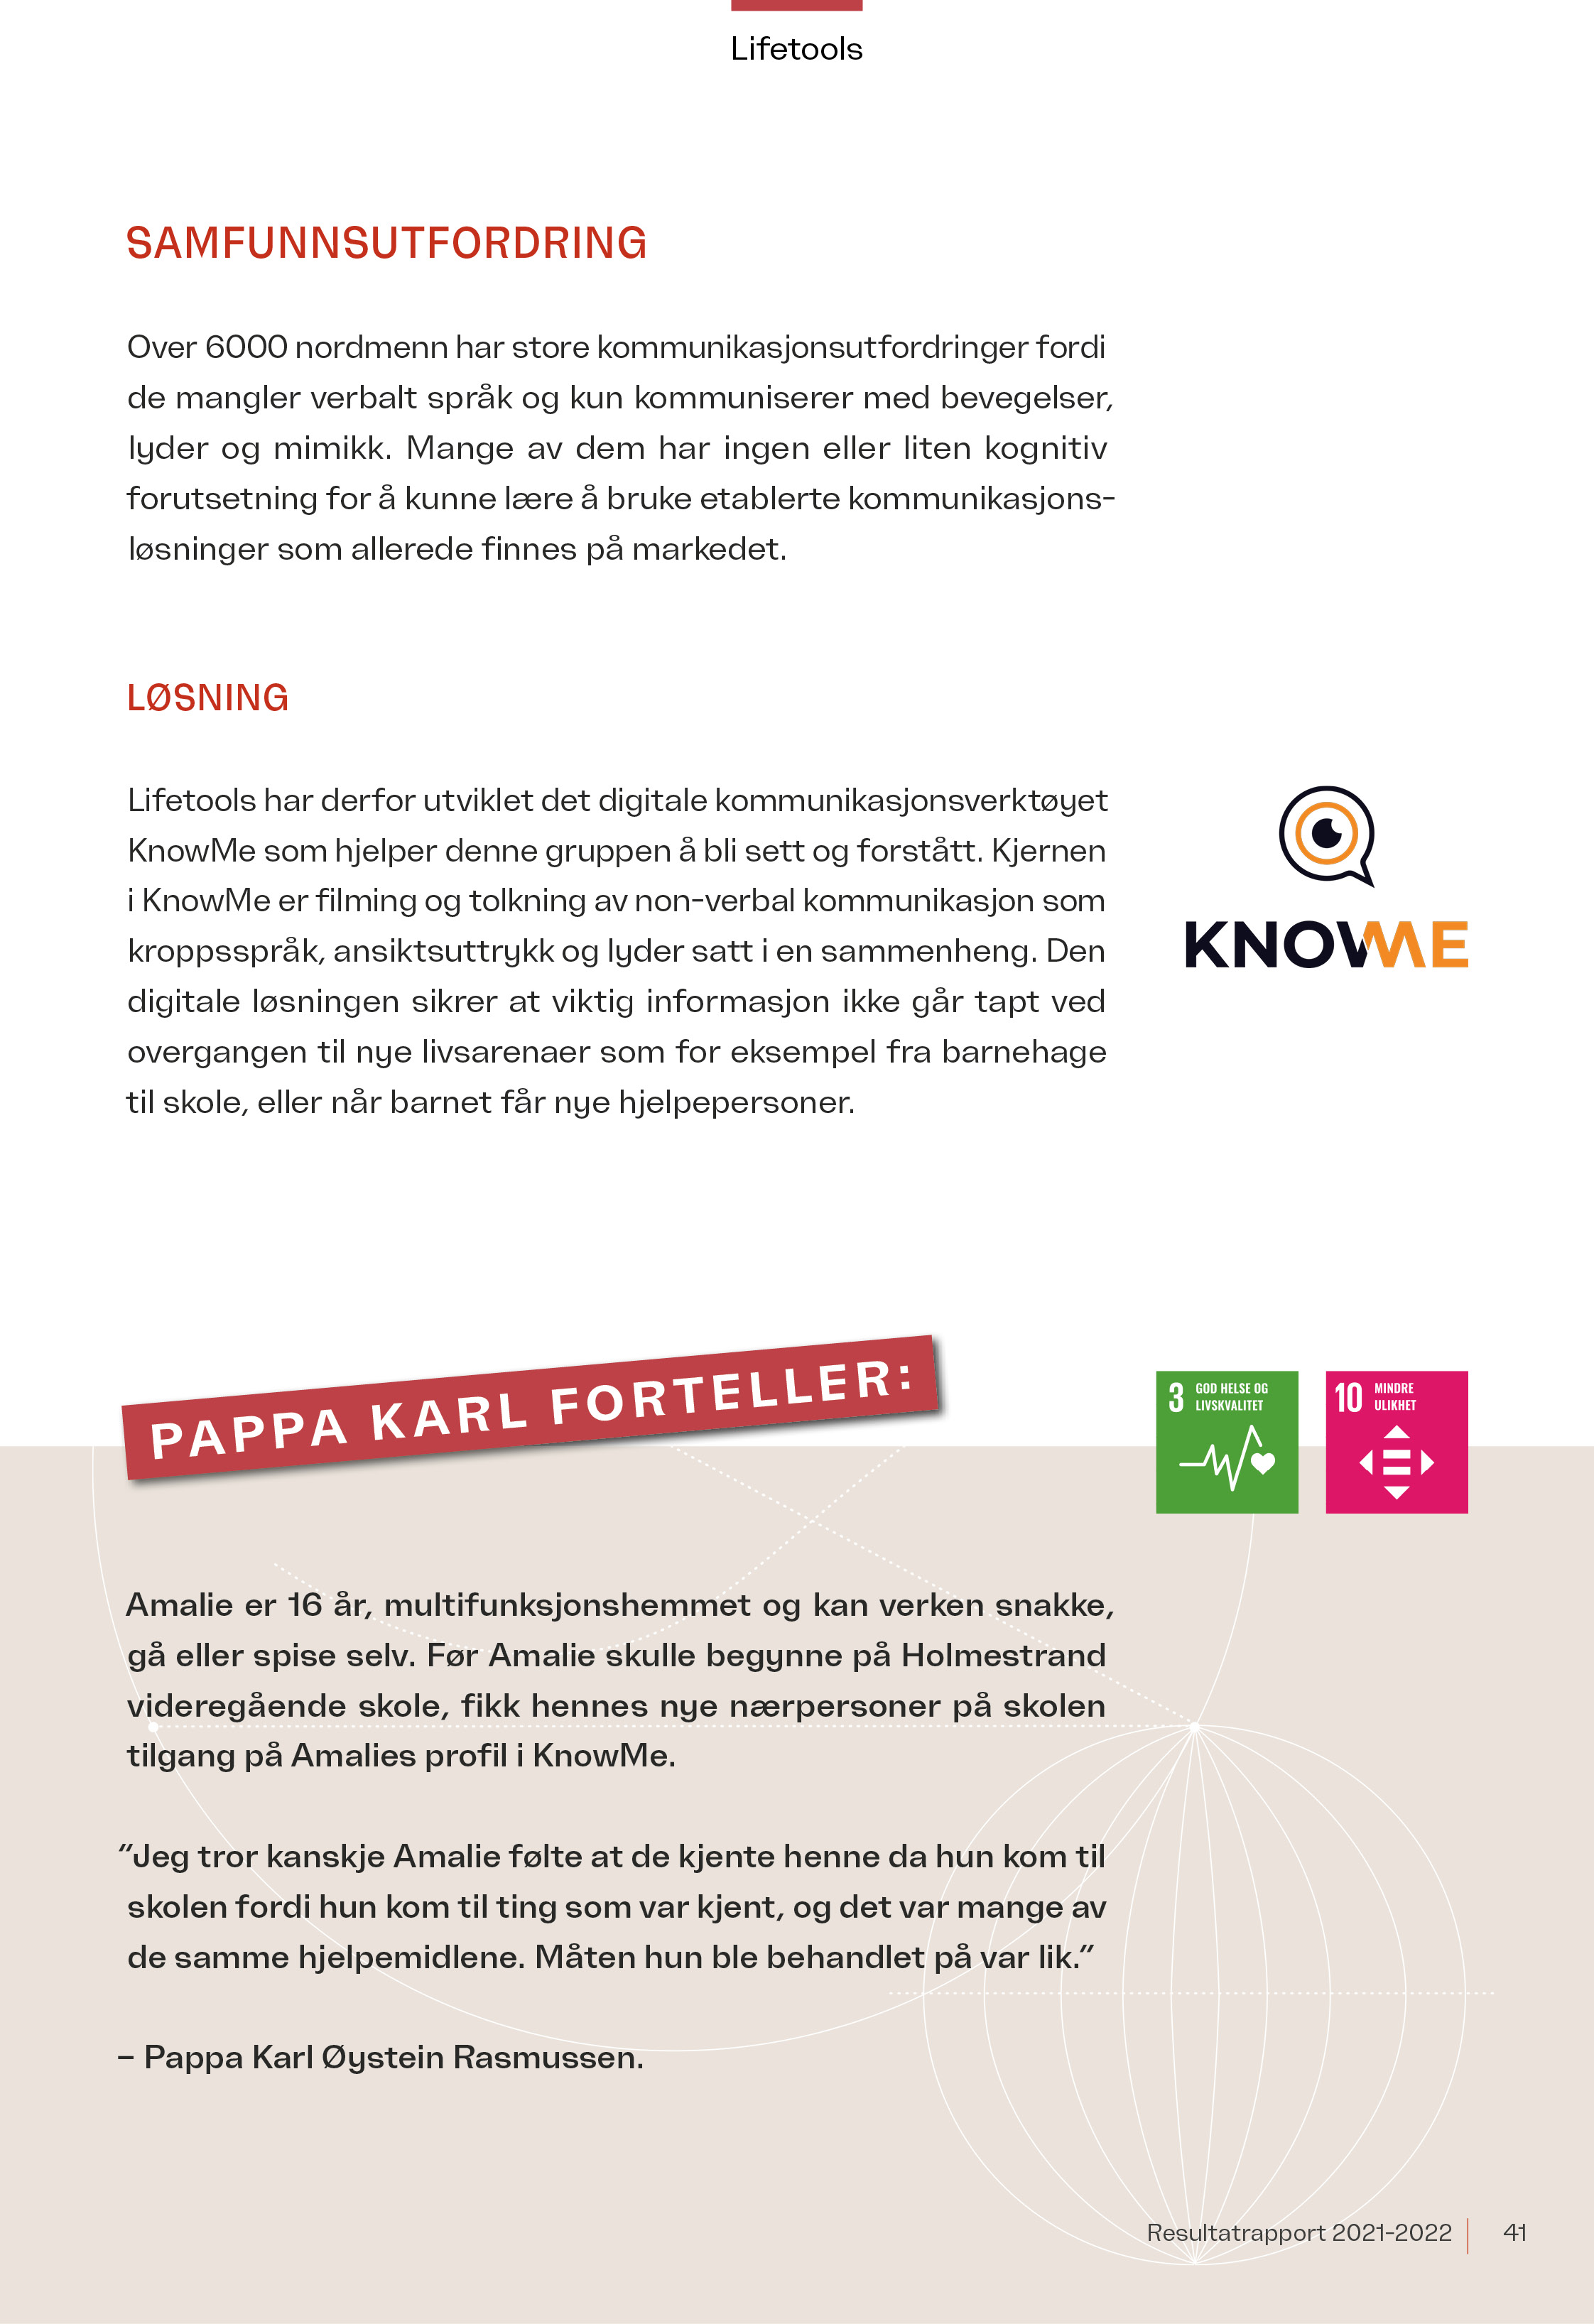 Lifetools
SAMFUNNSUTFORDRING
Over 6000 nordmenn har store kommunikasjonsutfordringer fordi
de mangler verbalt språk og kun kommuniserer med bevegelser,
lyder og mimikk. Mange av dem har ingen eller liten kognitiv
forutsetning for å kunne lære å bruke etablerte kommunikasjons-
løsninger som allerede finnes på markedet.
LØSNING
Lifetools har derfor utviklet det digitale kommunikasjonsverktøyet
KnowMe som hjelper denne gruppen å bli sett og forstått. Kjernen
i KnowMe er filming og tolkning av non-verbal kommunikasjon som
kroppsspråk, ansiktsuttrykk og lyder satt i en sammenheng. Den
digitale løsningen sikrer at viktig informasjon ikke går tapt ved
overgangen til nye livsarenaer som for eksempel fra barnehage
til skole, eller når barnet får nye hjelpepersoner.
KNOWME
PAPPA KARL FORTELLER:
3 GOD HELSE OG
LIVSKVALITET
10 MINDRE
ULIKHET
Amalie er 16 år, multifunksjonshemmet og kan verken snakke,
gå eller spise selv. Før Amalie skulle begynne på Holmestrand
videregående skole, fikk hennes nye nærpersoner på skolen
tilgang på Amalies profil i KnowMe.
“Jeg tror kanskje Amalie følte at de kjente henne da hun kom til
skolen fordi hun kom til ting som var kjent, og det var mange av
de samme hjelpemidlene. Måten hun ble behandlet på var lik.”
– Pappa Karl Øystein Rasmussen.
Resultatrapport 2021-2022 41